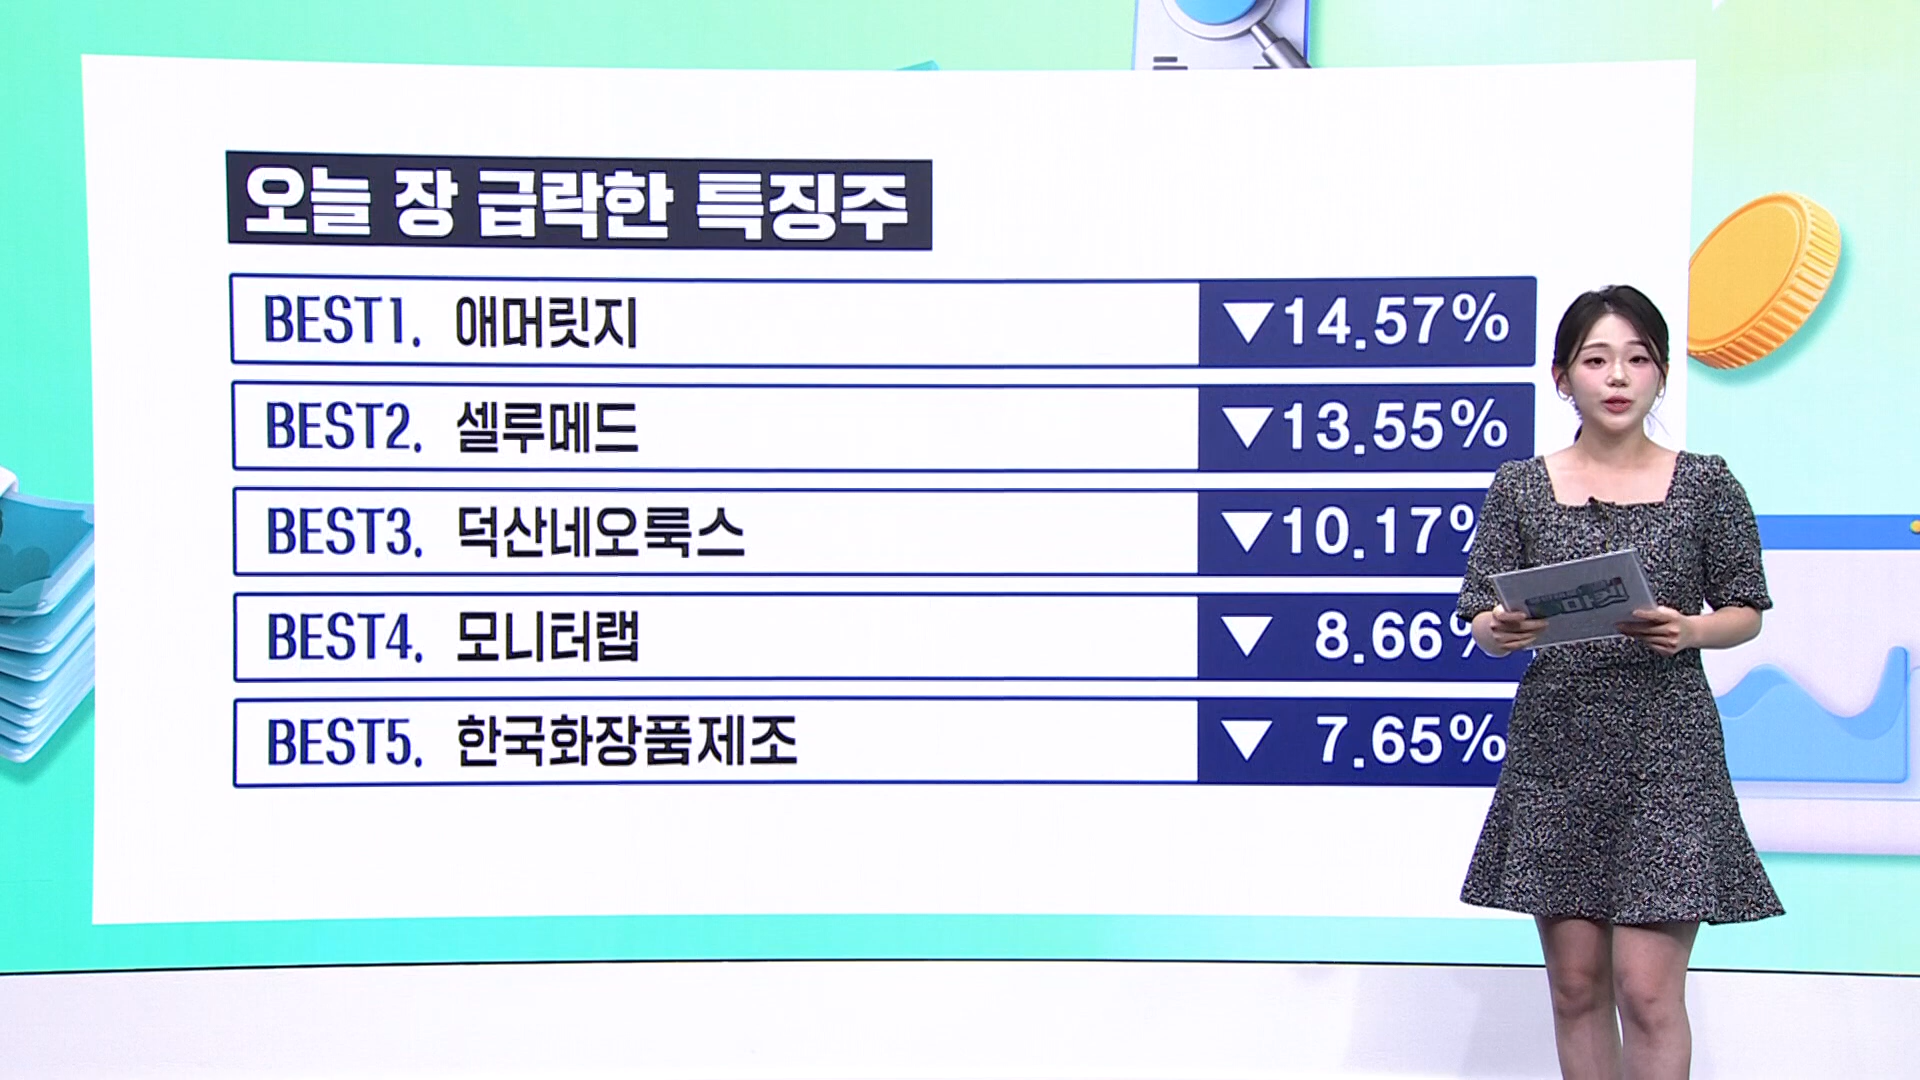 오늘 장 급락한 특징주
BEST1. 애머릿지 ▼14.57%
BEST2. 셀루메드 ▼13.55%
BEST3. 덕산네오룩스 ▼10.17%
BEST4. 모니터랩 ▼ 8.66%
BEST5. 한국화장품제조 ▼ 7.65%